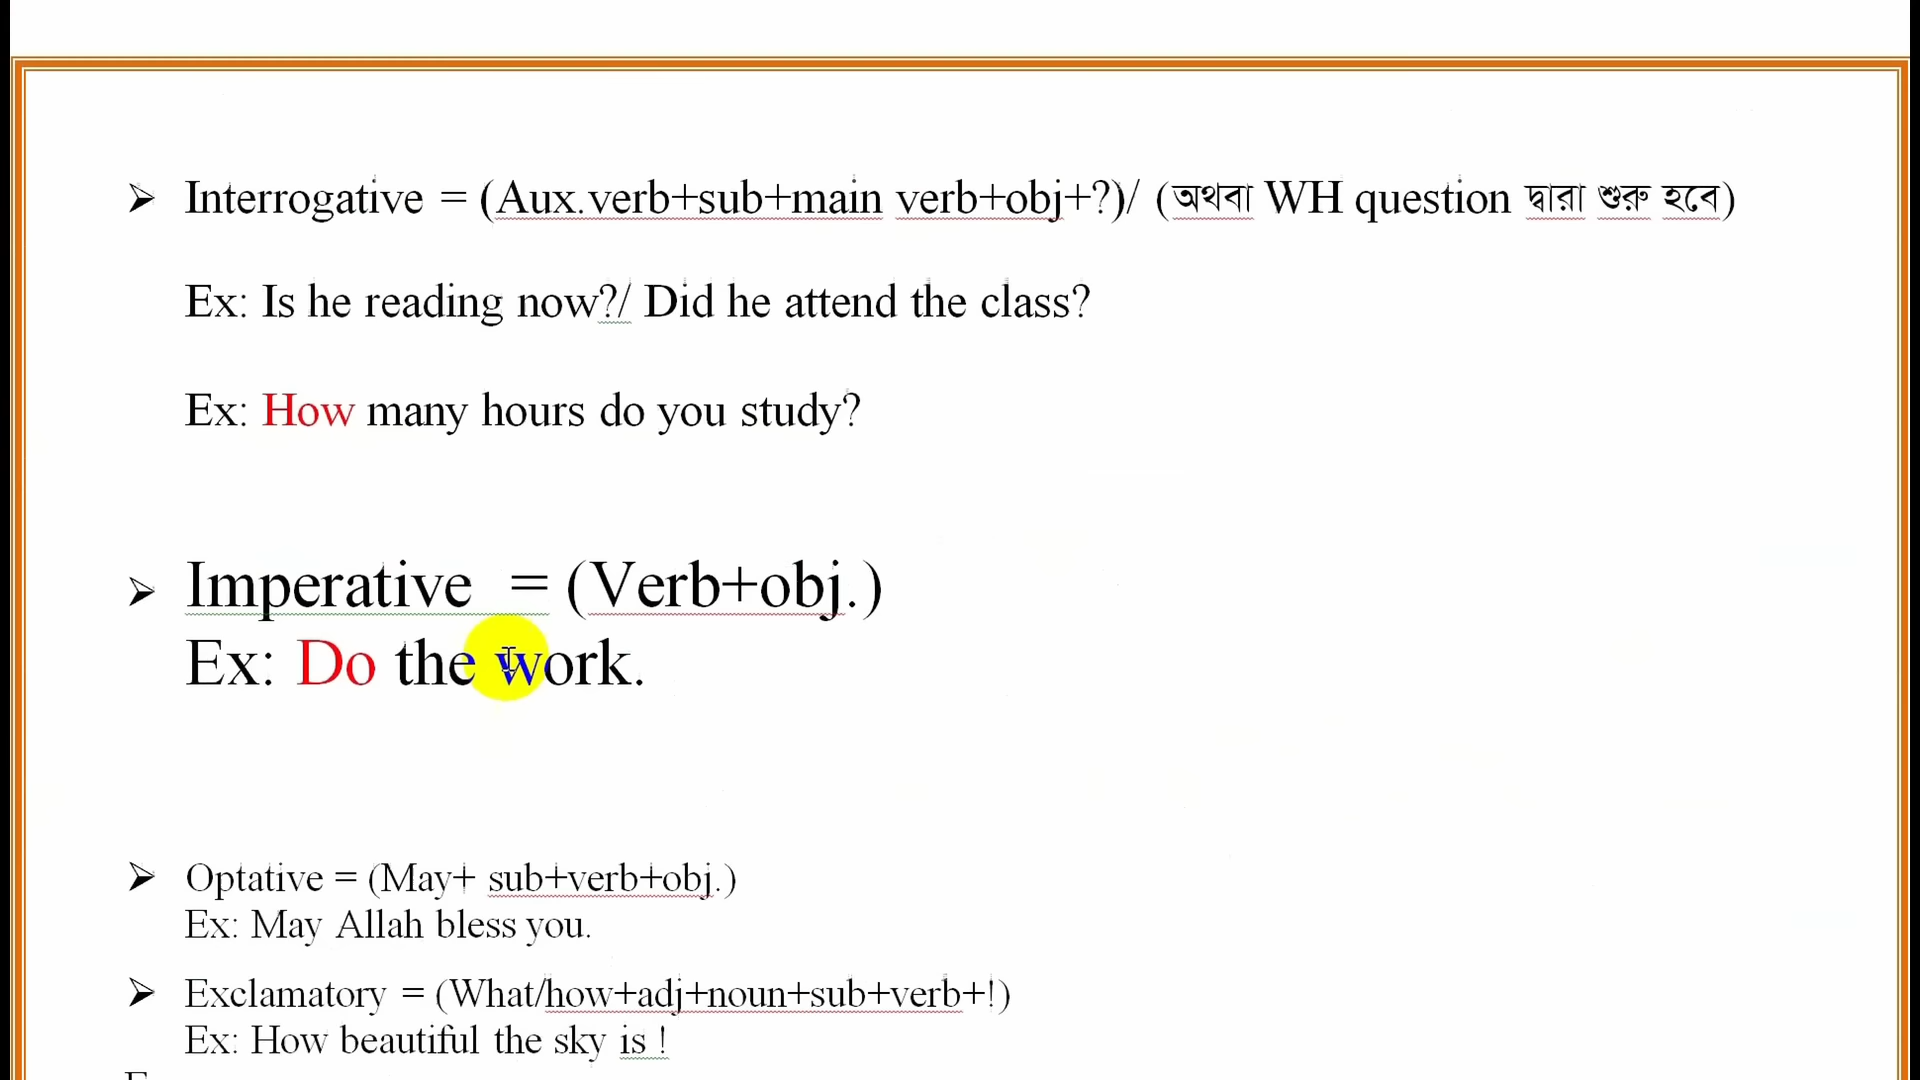 ➢ Interrogative = (Aux.verb+sub+main verb+obj+?)/ (অথবা WH question দ্বারা শুরু হবে)
Ex: Is he reading now?/ Did he attend the class?
Ex: How many hours do you study?
➢ Imperative = (Verb+obj.)
Ex: Do the work.
➢ Optative = (May+ sub+verb+obj.)
Ex: May Allah bless you.
➢ Exclamatory = (What/how+adj+noun+sub+verb+!)
Ex: How beautiful the sky is !